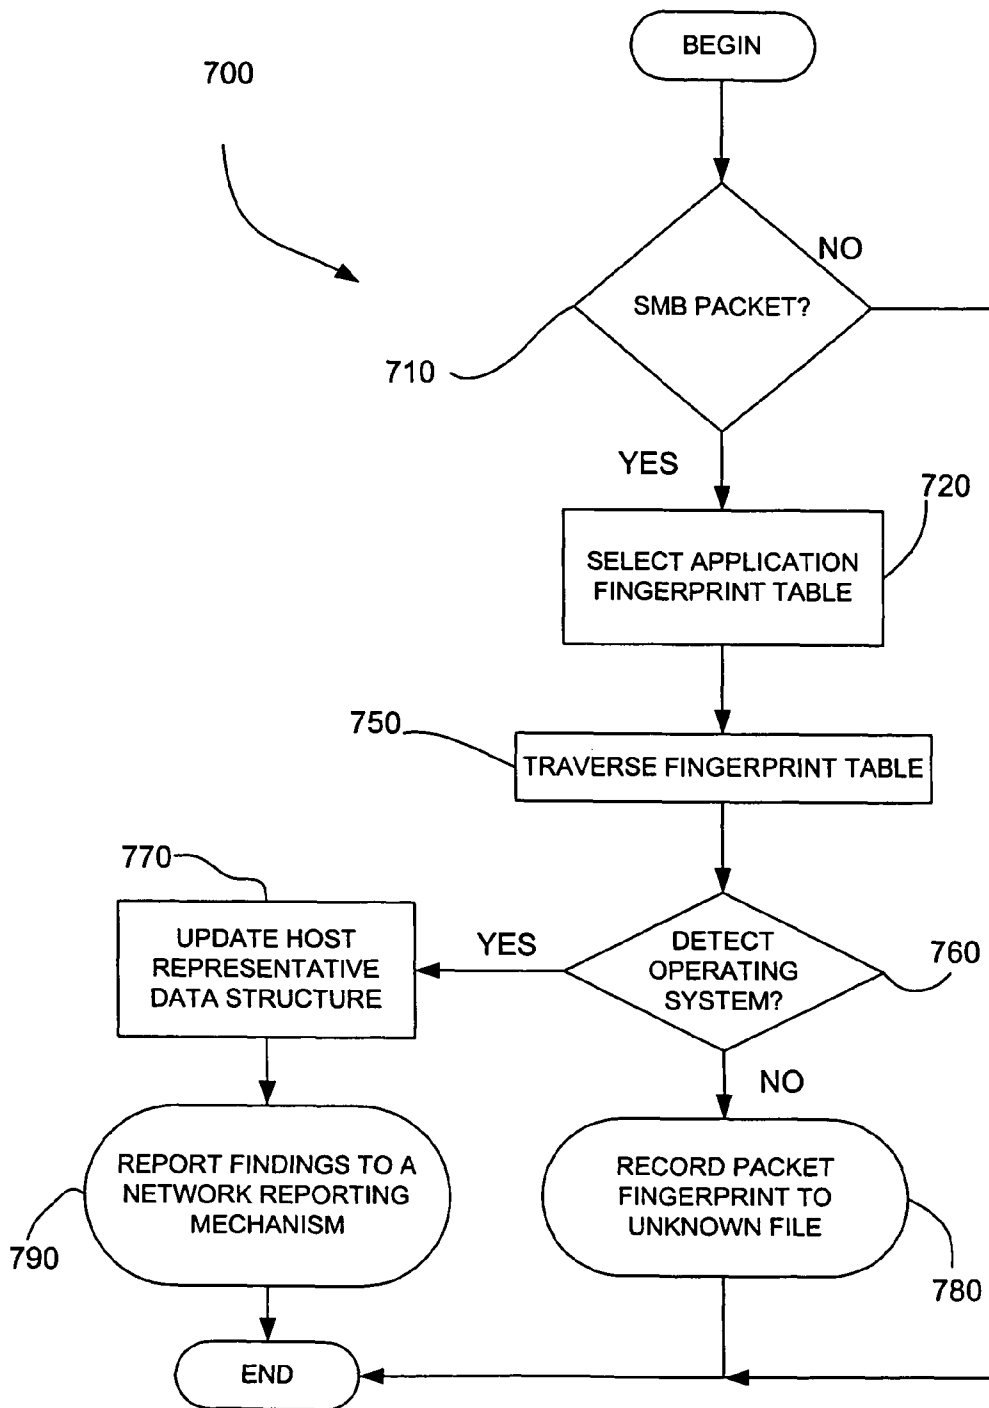 BEGIN
700
NO
SMB PACKET?
710
YES
720
SELECT APPLICATION
FINGERPRINT TABLE
750
TRAVERSE FINGERPRINT TABLE
770
UPDATE HOST
REPRESENTATIVE
DATA STRUCTURE
YES
DETECT
OPERATING
SYSTEM?
760
NO
REPORT FINDINGS TO A
NETWORK REPORTING
MECHANISM
790
RECORD PACKET
FINGERPRINT TO
UNKNOWN FILE
780
END